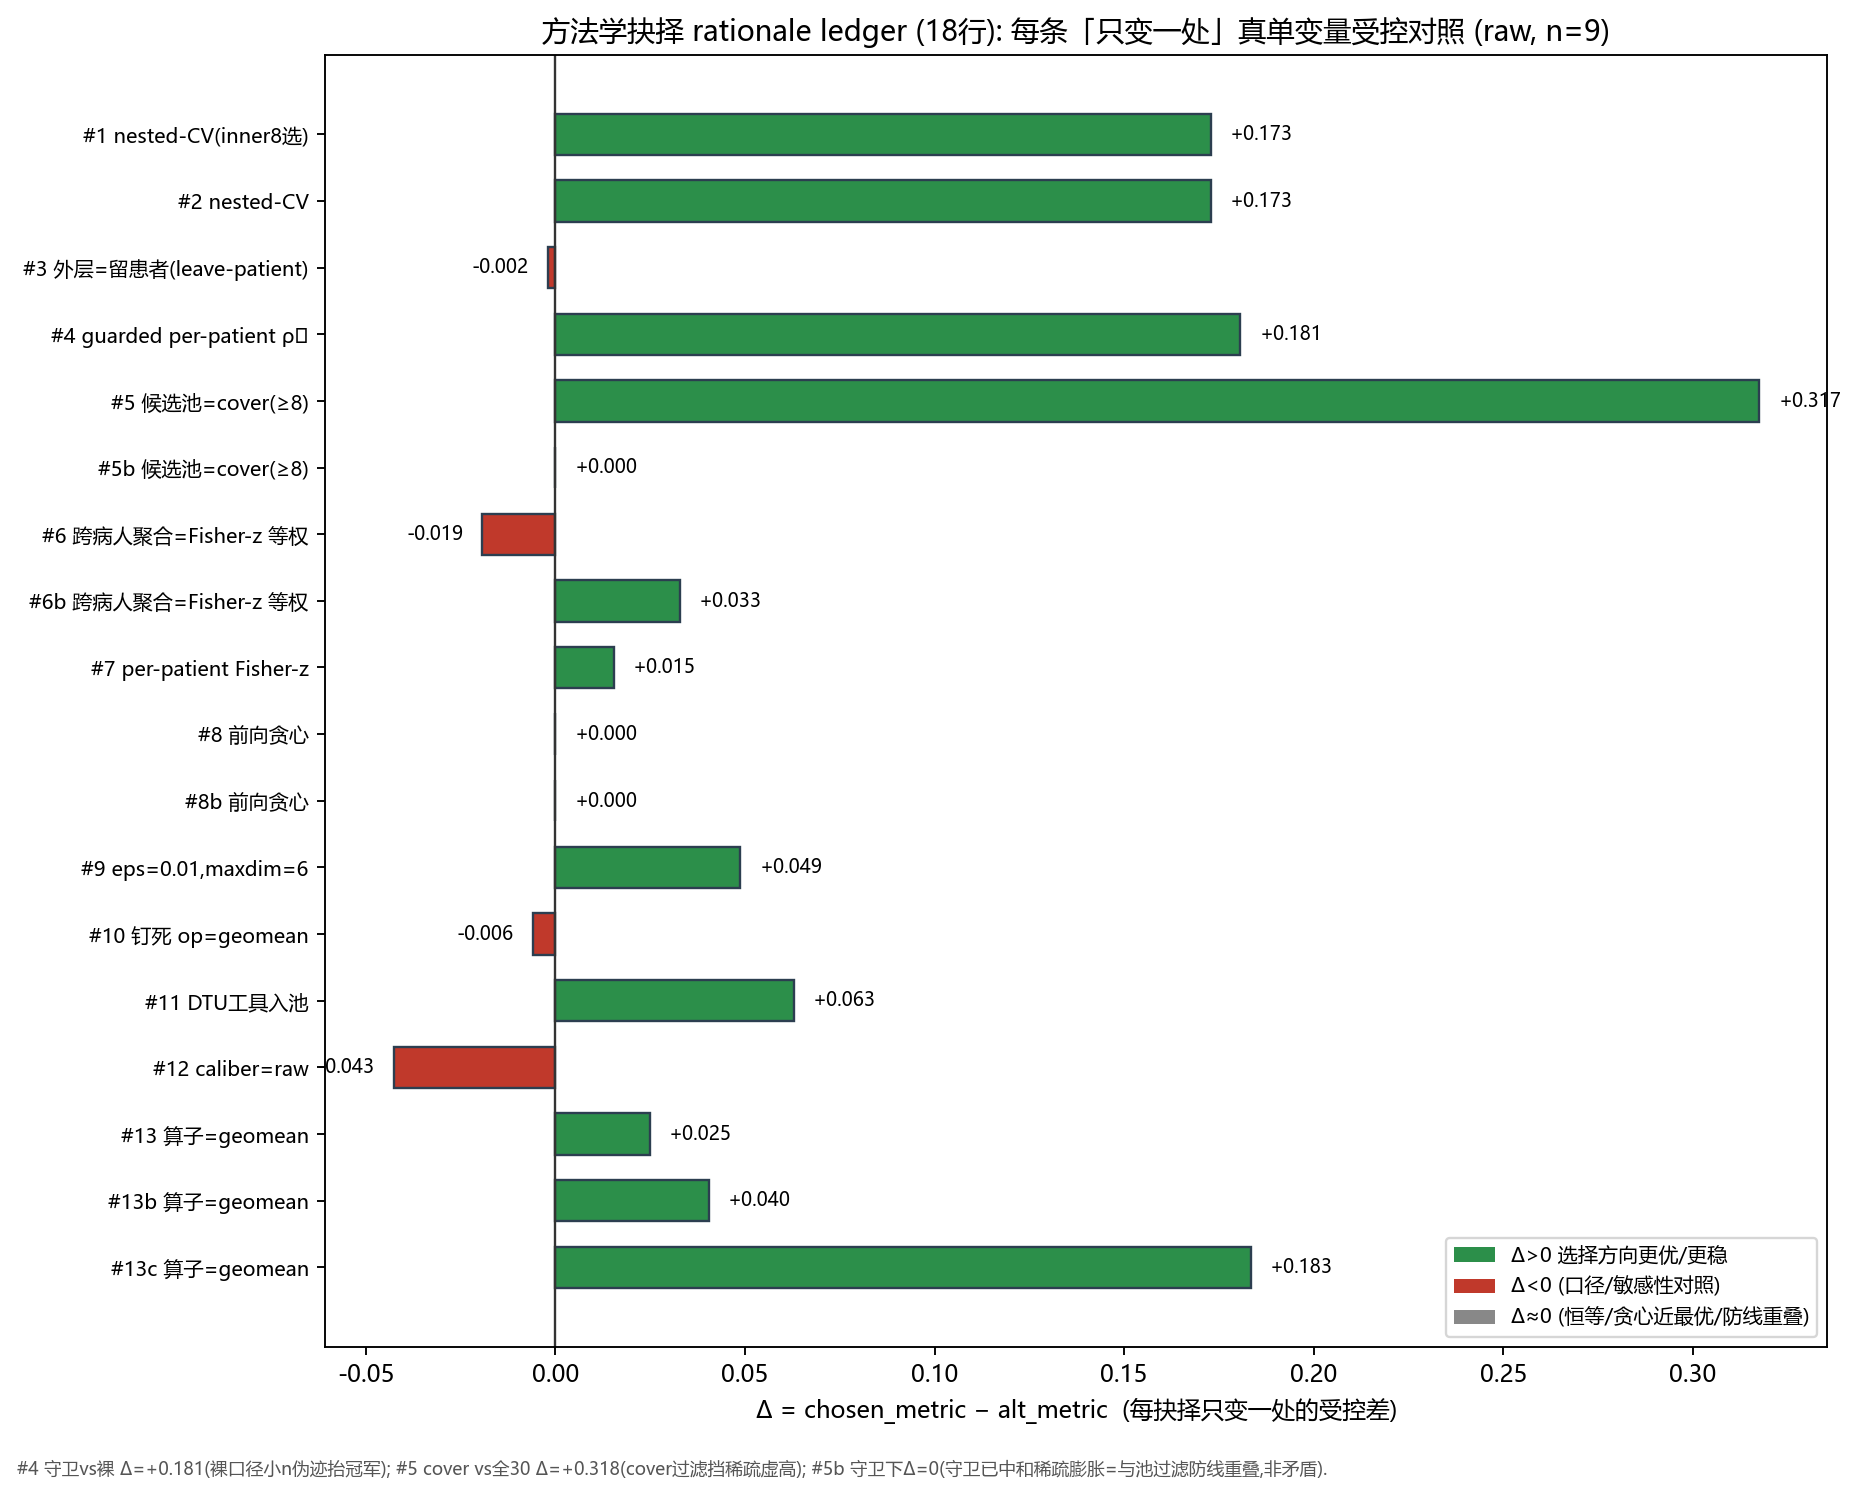 方法学抉择 rationale ledger (18行): 每条「只变一处」真单变量受控对照 (raw, n=9)
#1 nested-CV(inner8选) +0.173
#2 nested-CV +0.173
#3 外层=留患者(leave-patient) -0.002
#4 guarded per-patient ρ▯ +0.181
#5 候选池=cover(≥8) +0.317
#5b 候选池=cover(≥8) +0.000
#6 跨病人聚合=Fisher-z 等权 -0.019
#6b 跨病人聚合=Fisher-z 等权 +0.033
#7 per-patient Fisher-z +0.015
#8 前向贪心 +0.000
#8b 前向贪心 +0.000
#9 eps=0.01,maxdim=6 +0.049
#10 钉死 op=geomean -0.006
#11 DTU工具入池 +0.063
#12 caliber=raw 0.043
#13 算子=geomean +0.025
#13b 算子=geomean +0.040
#13c 算子=geomean +0.183
Δ>0 选择方向更优/更稳
Δ<0 (口径/敏感性对照)
Δ≈0 (恒等/贪心近最优/防线重叠)
-0.05 0.00 0.05 0.10 0.15 0.20 0.25 0.30
Δ = chosen_metric − alt_metric (每抉择只变一处的受控差)
#4 守卫vs裸 Δ=+0.181(裸口径小n伪迹抬冠军); #5 cover vs全30 Δ=+0.318(cover过滤挡稀疏虚高); #5b 守卫下Δ=0(守卫已中和稀疏膨胀=与池过滤防线重叠,非矛盾).